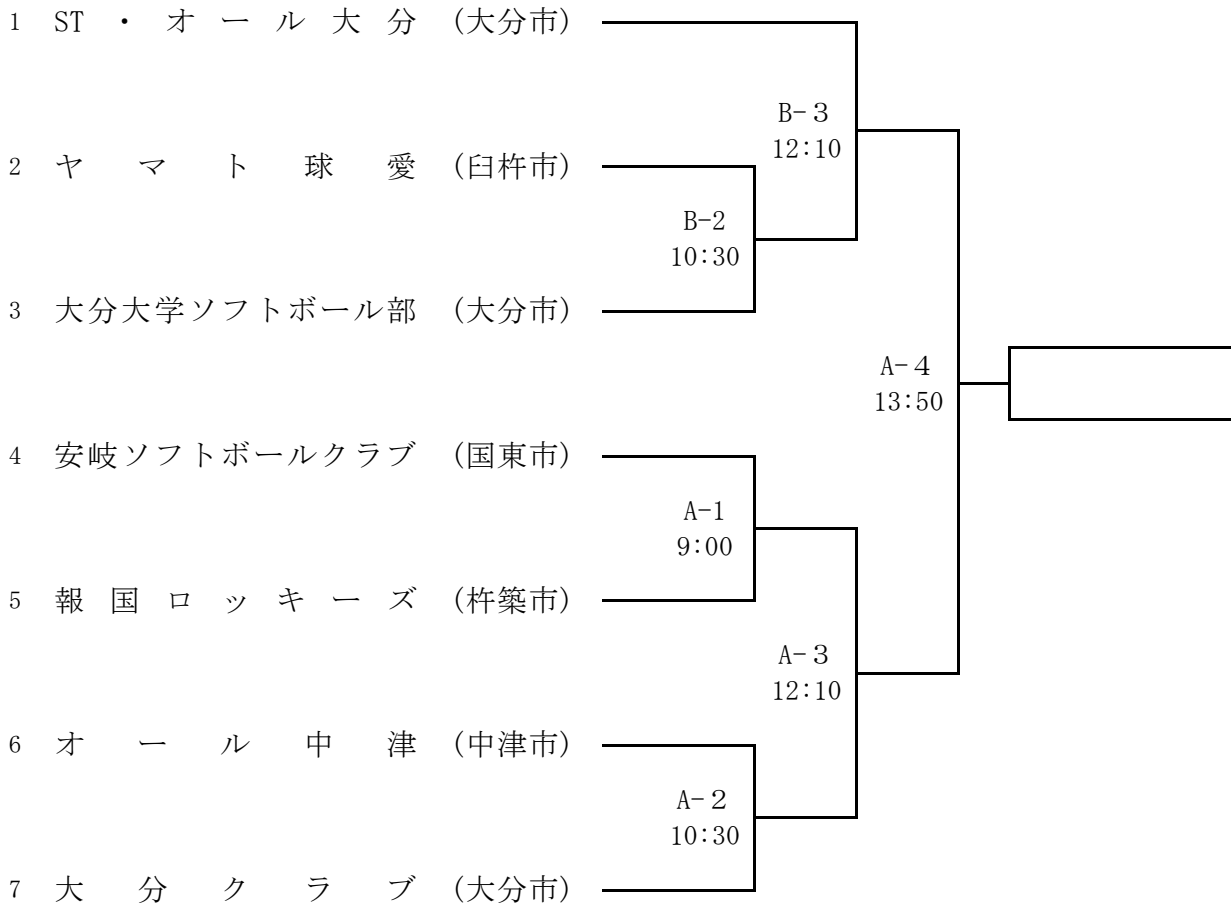 1 ST・オール大分 (大分市)
B-3
12:10
2 ヤマト球愛 (臼杵市)
B-2
10:30
3 大分大学ソフトボール部 (大分市)
A-4
13:50
4 安岐ソフトボールクラブ (国東市)
A-1
9:00
5 報国ロッキーズ (杵築市)
A-3
12:10
6 オール中津 (中津市)
A-2
10:30
7 大分クラブ (大分市)